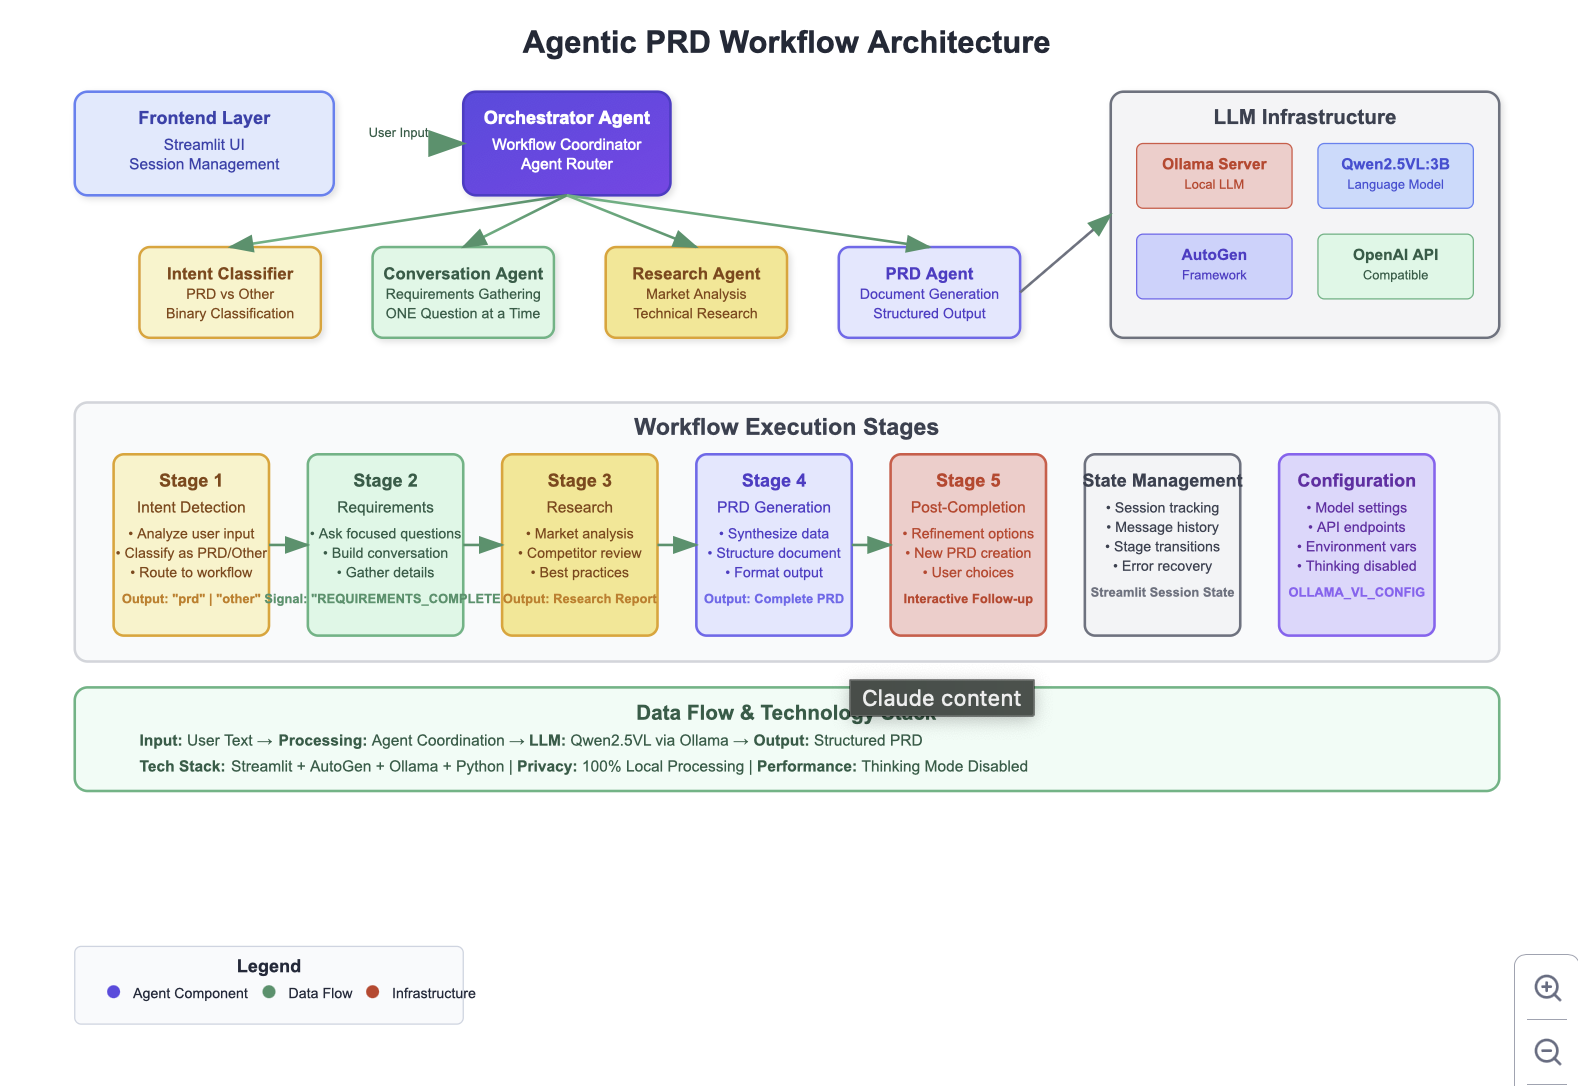 Agentic PRD Workflow Architecture
Frontend Layer
Streamlit UI
Session Management
User Input
Orchestrator Agent
Workflow Coordinator
Agent Router
LLM Infrastructure
Ollama Server
Local LLM
Qwen2.5VL:3B
Language Model
AutoGen
Framework
OpenAI API
Compatible
Intent Classifier
PRD vs Other
Binary Classification
Conversation Agent
Requirements Gathering
ONE Question at a Time
Research Agent
Market Analysis
Technical Research
PRD Agent
Document Generation
Structured Output
Workflow Execution Stages
Stage 1
Intent Detection
• Analyze user input
• Classify as PRD/Other
• Route to workflow
Output: "prd" | "other"
Stage 2
Requirements
• Ask focused questions
• Build conversation
• Gather details
Signal: "REQUIREMENTS_COMPLETE
Stage 3
Research
• Market analysis
• Competitor review
• Best practices
Output: Research Report
Stage 4
PRD Generation
• Synthesize data
• Structure document
• Format output
Output: Complete PRD
Stage 5
Post-Completion
• Refinement options
• New PRD creation
• User choices
Interactive Follow-up
State Management
• Session tracking
• Message history
• Stage transitions
• Error recovery
Streamlit Session State
Configuration
• Model settings
• API endpoints
• Environment vars
• Thinking disabled
OLLAMA_VL_CONFIG
Claude content
Data Flow & Technology Stack
Input: User Text → Processing: Agent Coordination → LLM: Qwen2.5VL via Ollama → Output: Structured PRD
Tech Stack: Streamlit + AutoGen + Ollama + Python | Privacy: 100% Local Processing | Performance: Thinking Mode Disabled
Legend
Agent Component
Data Flow
Infrastructure